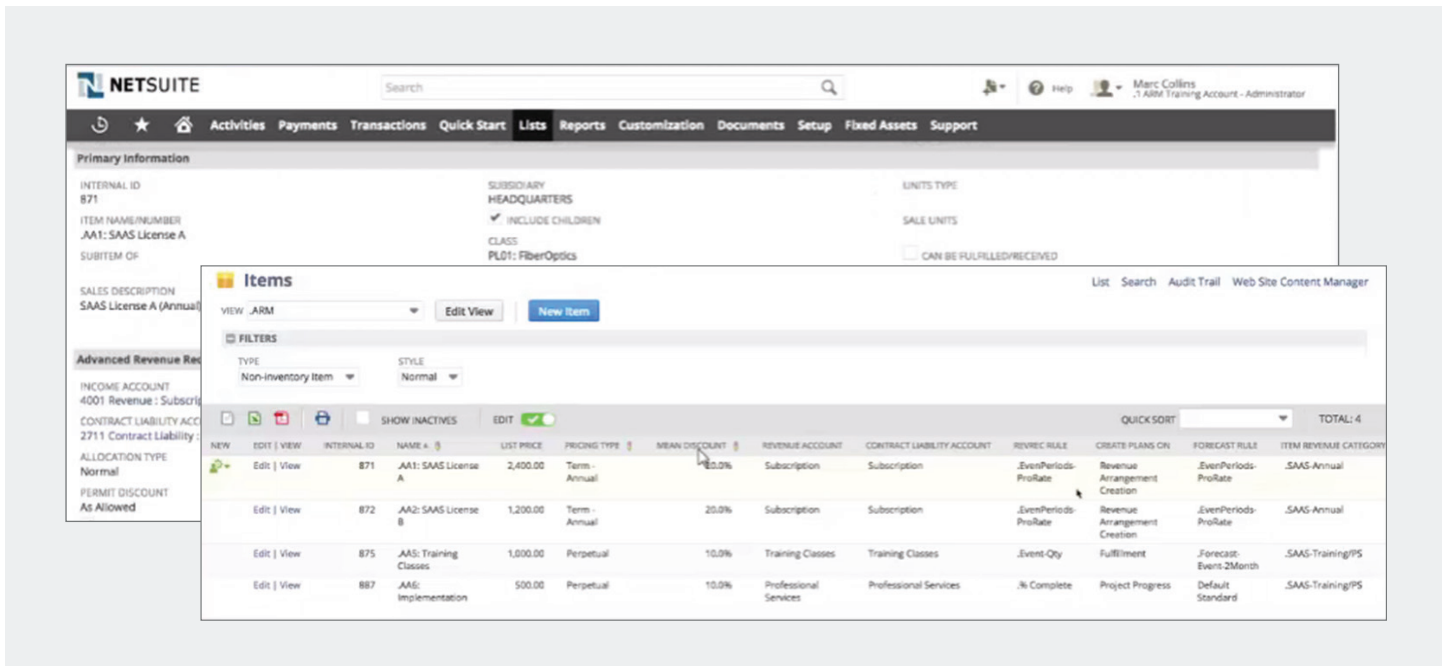 NETSUITE
Search
Help
Marc Collins
.1 ARM Training Account - Administrator
Activities Payments Transactions Quick Start Lists Reports Customization Documents Setup Fixed Assets Support
Primary Information
INTERNAL ID
871
ITEM NAME/NUMBER
.AA1: SAAS License A
SUBITEM OF
SALES DESCRIPTION
SAAS License A (Annual)
SUBSIDIARY
HEADQUARTERS
INCLUDE CHILDREN
CLASS
PL01: FiberOptics
UNITS TYPE
SALE UNITS
CAN BE FULFILLED/RECEIVED
Advanced Revenue Rec
INCOME ACCOUNT
4001 Revenue : Subscrip
CONTRACT LIABILITY ACC
2711 Contract Liability :
ALLOCATION TYPE
Normal
PERMIT DISCOUNT
As Allowed
Items
List Search Audit Trail Web Site Content Manager
VIEW .ARM Edit View New Item
FILTERS
TYPE STYLE
Non-inventory Item Normal
SHOW INACTIVES EDIT QUICK SORT TOTAL: 4
NEW EDIT | VIEW INTERNAL ID NAME LIST PRICE PRICING TYPE MEAN DISCOUNT REVENUE ACCOUNT CONTRACT LIABILITY ACCOUNT REVREC RULE CREATE PLANS ON FORECAST RULE ITEM REVENUE CATEGORY
Edit | View 871 .AA1: SAAS License 2,400.00 Term - 20.0% Subscription Subscription .EvenPeriods- Revenue .EvenPeriods- .SAAS-Annual
A Annual ProRate Arrangement ProRate
Creation
Edit | View 872 .AA2: SAAS License 1,200.00 Term - 20.0% Subscription Subscription .EvenPeriods- Revenue .EvenPeriods- .SAAS-Annual
B Annual ProRate Arrangement ProRate
Creation
Edit | View 875 .AA5: Training 1,000.00 Perpetual 10.0% Training Classes Training Classes .Event-Qty Fulfillment .Forecast- .SAAS-Training/PS
Classes Event-2Month
Edit | View 887 .AA6: 500.00 Perpetual 10.0% Professional Professional Services .% Complete Project Progress Default .SAAS-Training/PS
Implementation Services Standard